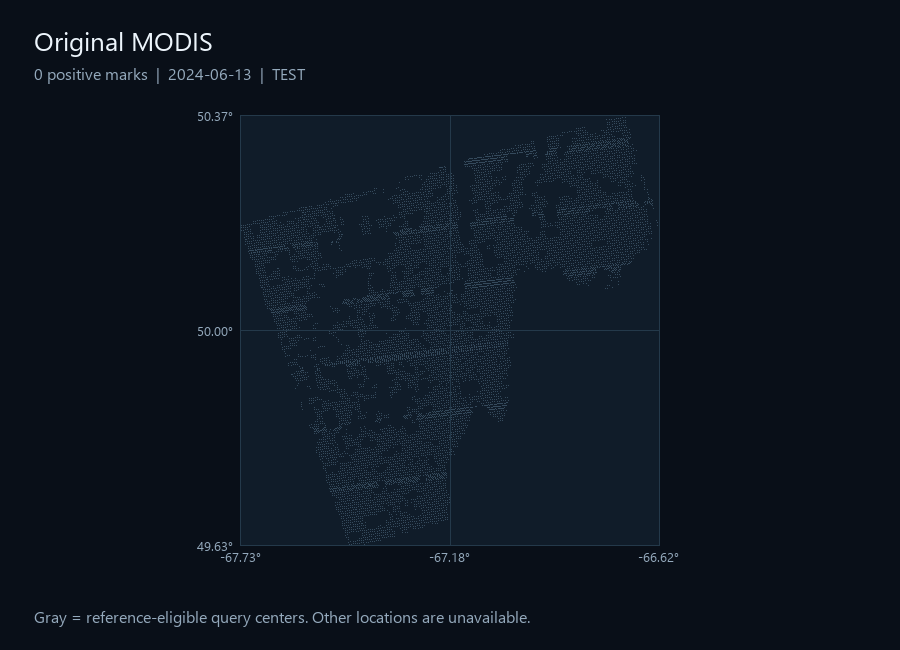 Original MODIS
0 positive marks | 2024-06-13 | TEST
50.37°
50.00°
49.63°
-67.73° -67.18° -66.62°
Gray = reference-eligible query centers. Other locations are unavailable.